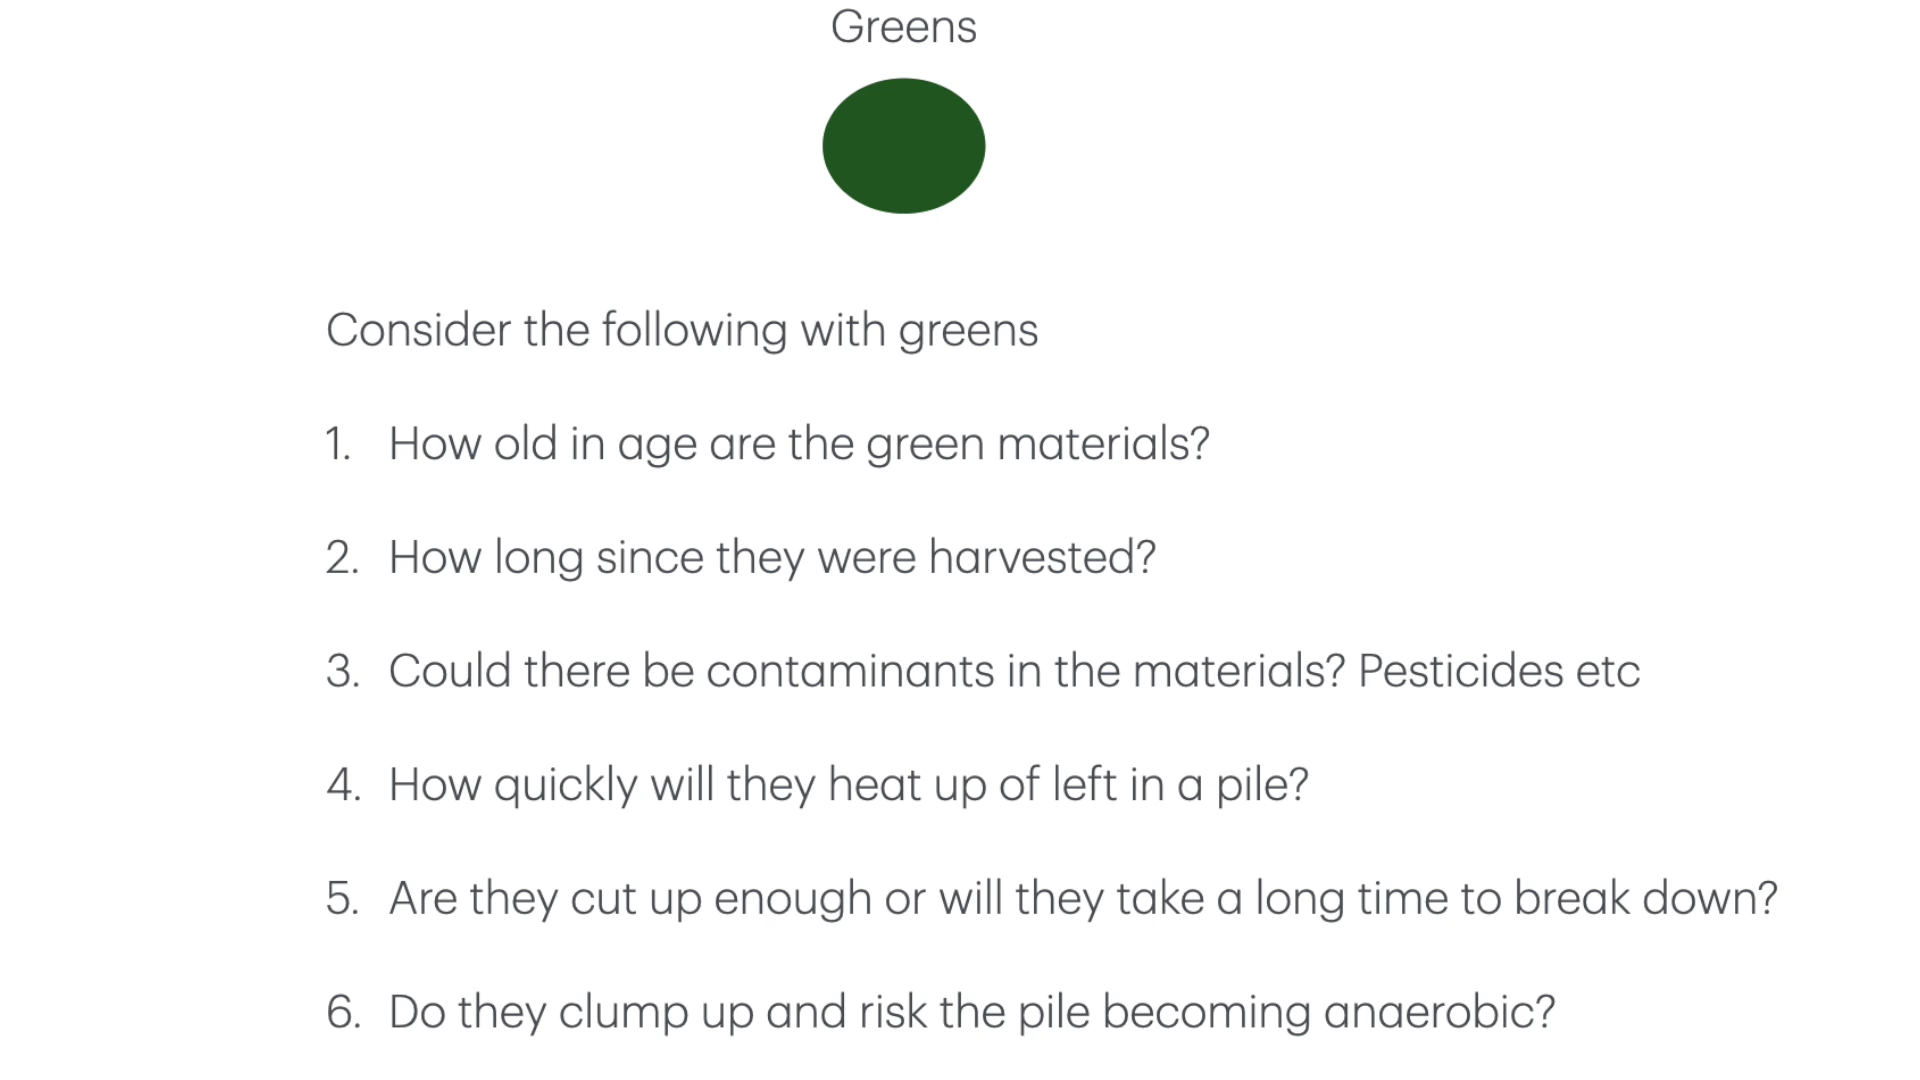 Greens
Consider the following with greens
1. How old in age are the green materials?
2. How long since they were harvested?
3. Could there be contaminants in the materials? Pesticides etc
4. How quickly will they heat up of left in a pile?
5. Are they cut up enough or will they take a long time to break down?
6. Do they clump up and risk the pile becoming anaerobic?